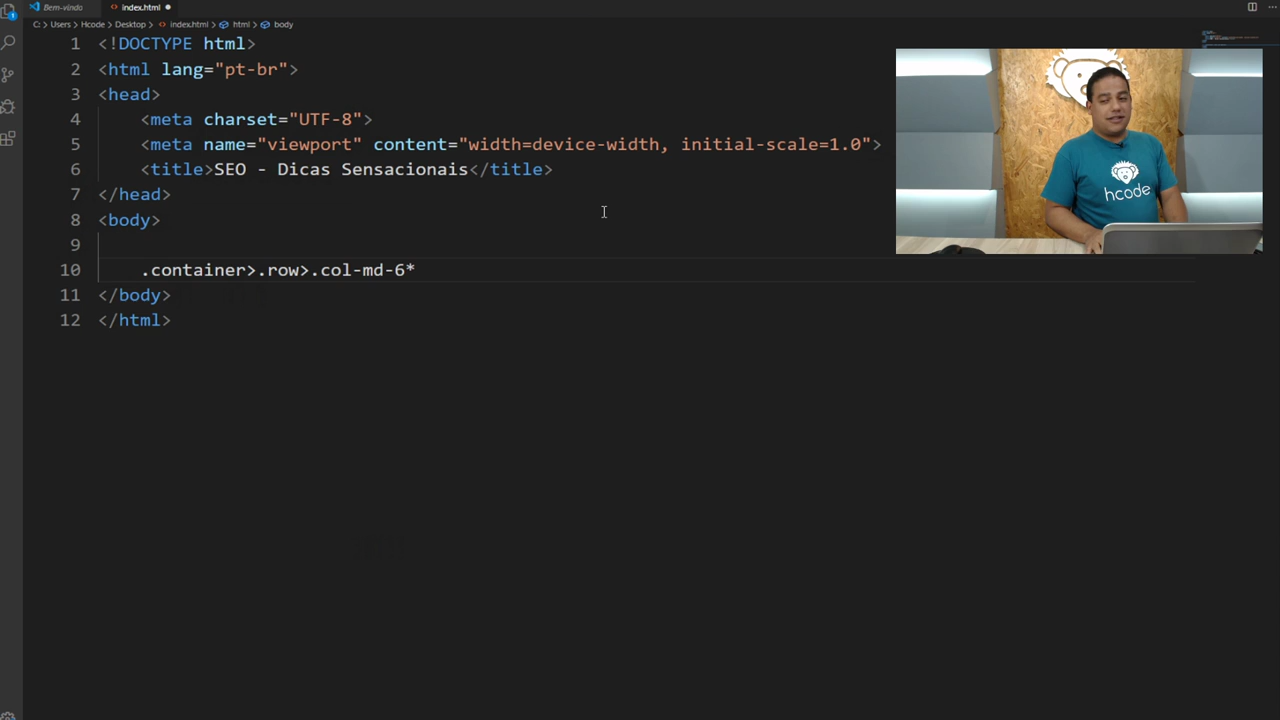 Bem-vindo index.html
C: > Users > Hcode > Desktop > index.html > html > body
1 <!DOCTYPE html>
2 <html lang="pt-br">
3 <head>
4 <meta charset="UTF-8">
5 <meta name="viewport" content="width=device-width, initial-scale=1.0">
6 <title>SEO - Dicas Sensacionais</title>
7 </head>
8 <body>
9
10 .container>.row>.col-md-6*
11 </body>
12 </html>
hcode
1